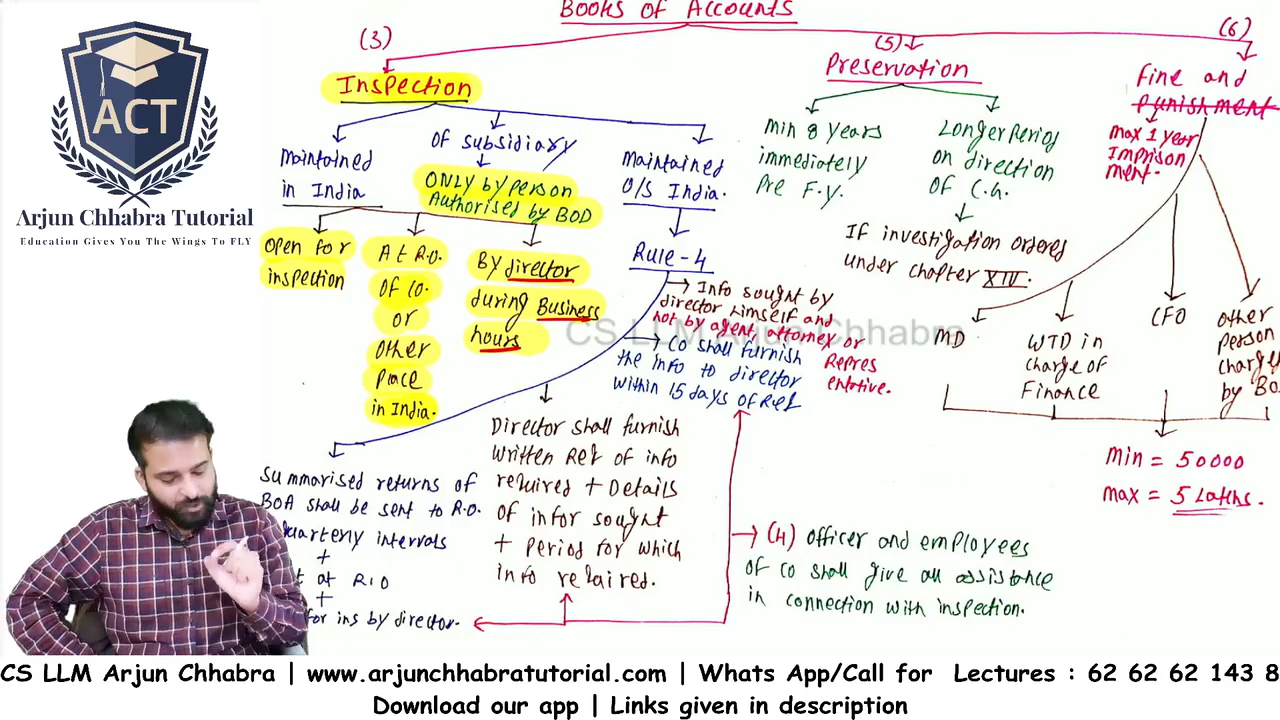 Books of Accounts
(3)
Inspection
Maintained
in India
Open for
inspection
At R.O.
Of Co.
or
Other
Place
in India.
By director
during Business
hours
Of subsidiary
ONLY by person
Authorised by BOD
Maintained
O/S India.
Rule-4
Info sought by
director himself and
not by agent, attorney or
Repres
entative.
Co shall furnish
the info to director
within 15 days of Req
Director shall furnish
written Req of info
required + Details
Of infor sought
+ Period for which
info required.
Summarised returns of
BOA shall be sent to R.O.
Quarterly intervals
+
t at R.O
+
for ins by director.
(4) Officer and employees
of co shall give all assistance
in connection with inspection.
(5)
Preservation
Min 8 years
immediately
Pre F.Y.
Longer Period
on direction
Of C.G.
If investigation ordered
under chapter XIV.
(6)
Fine and
Punishment
max 1 year
Imprison
ment.
MD
WTD in
charge of
Finance
CFO
Other
person
charge
by Bo
Min = 50000
max = 5 Lakhs.
ACT
Arjun Chhabra Tutorial
Education Gives You The Wings To FLY
CS LLM Arjun Chhabra
CS LLM Arjun Chhabra | www.arjunchhabratutorial.com | Whats App/Call for Lectures : 62 62 62 143 8
Download our app | Links given in description